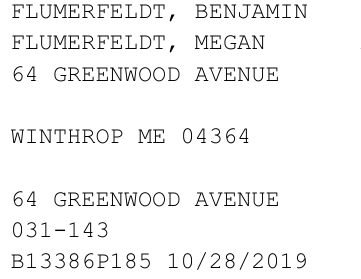 FLUMERFELDT, BENJAMIN
FLUMERFELDT, MEGAN
64 GREENWOOD AVENUE
WINTHROP ME 04364
64 GREENWOOD AVENUE
031-143
B13386P185 10/28/2019